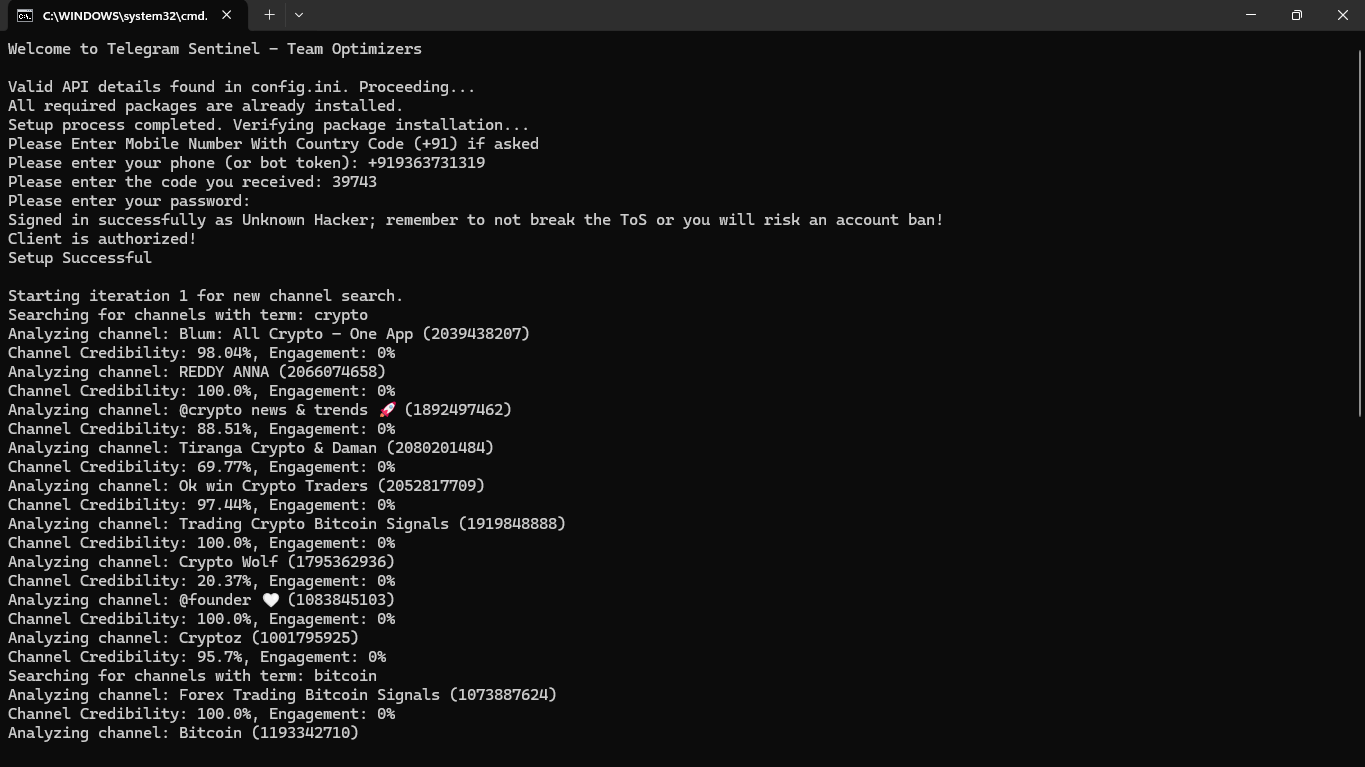 C:\WINDOWS\system32\cmd.
Welcome to Telegram Sentinel - Team Optimizers
Valid API details found in config.ini. Proceeding...
All required packages are already installed.
Setup process completed. Verifying package installation...
Please Enter Mobile Number With Country Code (+91) if asked
Please enter your phone (or bot token): +919363731319
Please enter the code you received: 39743
Please enter your password:
Signed in successfully as Unknown Hacker; remember to not break the ToS or you will risk an account ban!
Client is authorized!
Setup Successful
Starting iteration 1 for new channel search.
Searching for channels with term: crypto
Analyzing channel: Blum: All Crypto – One App (2039438207)
Channel Credibility: 98.04%, Engagement: 0%
Analyzing channel: REDDY ANNA (2066074658)
Channel Credibility: 100.0%, Engagement: 0%
Analyzing channel: @crypto news & trends 🚀 (1892497462)
Channel Credibility: 88.51%, Engagement: 0%
Analyzing channel: Tiranga Crypto & Daman (2080201484)
Channel Credibility: 69.77%, Engagement: 0%
Analyzing channel: Ok win Crypto Traders (2052817709)
Channel Credibility: 97.44%, Engagement: 0%
Analyzing channel: Trading Crypto Bitcoin Signals (1919848888)
Channel Credibility: 100.0%, Engagement: 0%
Analyzing channel: Crypto Wolf (1795362936)
Channel Credibility: 20.37%, Engagement: 0%
Analyzing channel: @founder 🤍 (1083845103)
Channel Credibility: 100.0%, Engagement: 0%
Analyzing channel: Cryptoz (1001795925)
Channel Credibility: 95.7%, Engagement: 0%
Searching for channels with term: bitcoin
Analyzing channel: Forex Trading Bitcoin Signals (1073887624)
Channel Credibility: 100.0%, Engagement: 0%
Analyzing channel: Bitcoin (1193342710)